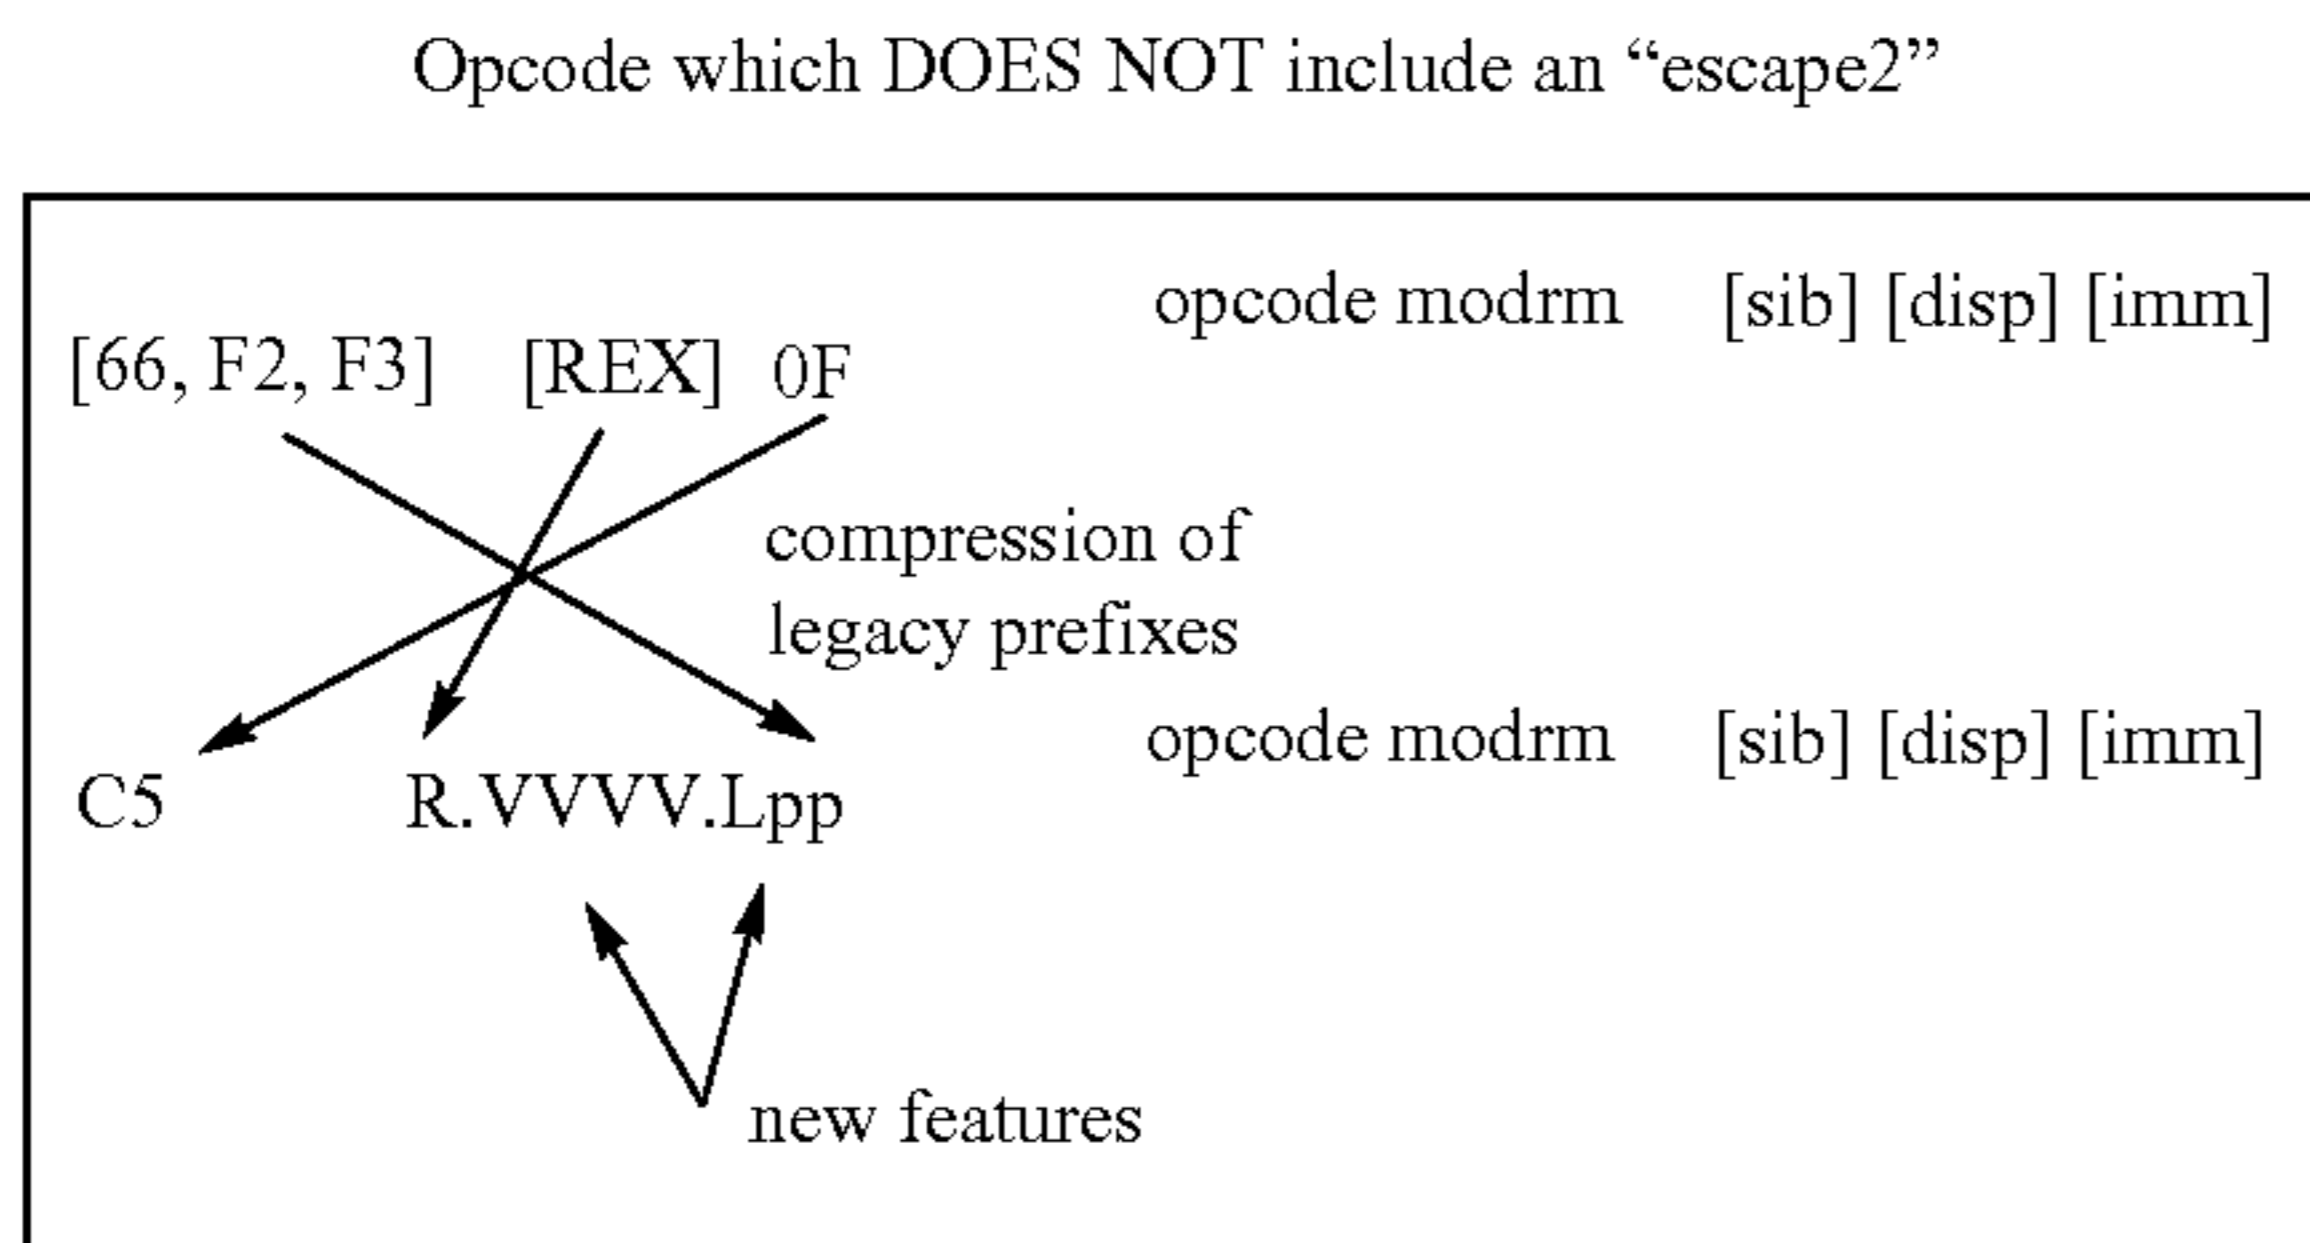 Opcode which DOES NOT include an “escape2”
opcode modrm [sib] [disp] [imm]
[66, F2, F3] [REX] 0F
compression of
legacy prefixes
opcode modrm [sib] [disp] [imm]
C5 R.VVVV.Lpp
new features